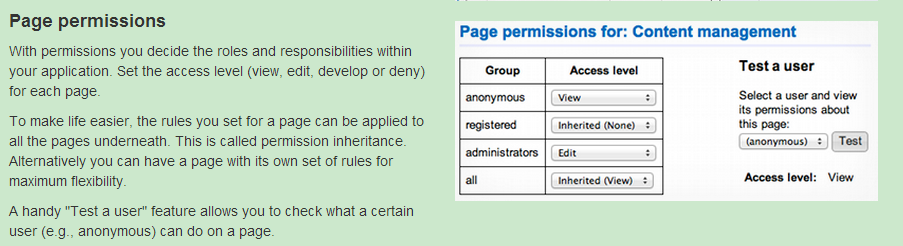 Page permissions
With permissions you decide the roles and responsibilities within
your application. Set the access level (view, edit, develop or deny)
for each page.
To make life easier, the rules you set for a page can be applied to
all the pages underneath. This is called permission inheritance.
Alternatively you can have a page with its own set of rules for
maximum flexibility.
A handy "Test a user" feature allows you to check what a certain
user (e.g., anonymous) can do on a page.
Page permissions for: Content management
Group Access level
anonymous View
registered Inherited (None)
administrators Edit
all Inherited (View)
Test a user
Select a user and view
its permissions about
this page:
(anonymous) Test
Access level: View